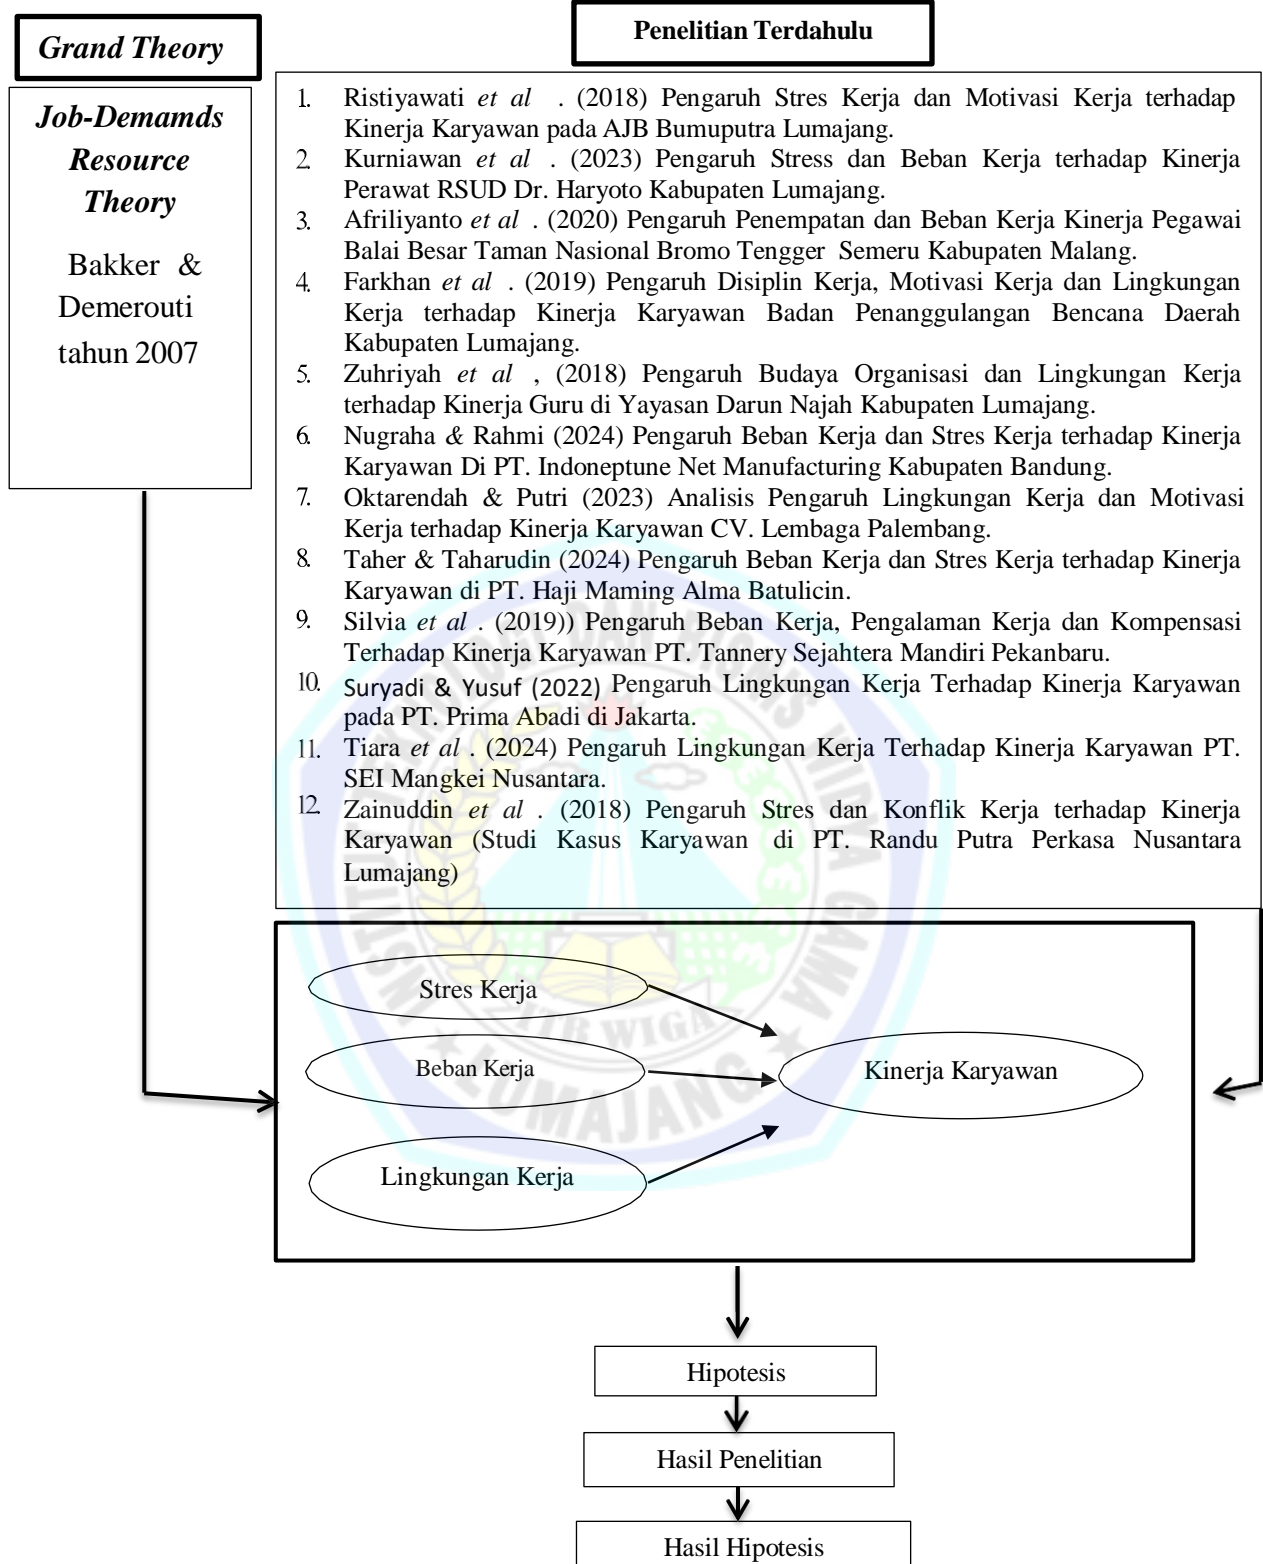 Grand Theory
Penelitian Terdahulu
Job-Demamds
Resource
Theory
Bakker &
Demerouti
tahun 2007
1. Ristiyawati et al . (2018) Pengaruh Stres Kerja dan Motivasi Kerja terhadap
Kinerja Karyawan pada AJB Bumuputra Lumajang.
2. Kurniawan et al . (2023) Pengaruh Stress dan Beban Kerja terhadap Kinerja
Perawat RSUD Dr. Haryoto Kabupaten Lumajang.
3. Afriliyanto et al . (2020) Pengaruh Penempatan dan Beban Kerja Kinerja Pegawai
Balai Besar Taman Nasional Bromo Tengger Semeru Kabupaten Malang.
4. Farkhan et al . (2019) Pengaruh Disiplin Kerja, Motivasi Kerja dan Lingkungan
Kerja terhadap Kinerja Karyawan Badan Penanggulangan Bencana Daerah
Kabupaten Lumajang.
5. Zuhriyah et al , (2018) Pengaruh Budaya Organisasi dan Lingkungan Kerja
terhadap Kinerja Guru di Yayasan Darun Najah Kabupaten Lumajang.
6. Nugraha & Rahmi (2024) Pengaruh Beban Kerja dan Stres Kerja terhadap Kinerja
Karyawan Di PT. Indoneptune Net Manufacturing Kabupaten Bandung.
7. Oktarendah & Putri (2023) Analisis Pengaruh Lingkungan Kerja dan Motivasi
Kerja terhadap Kinerja Karyawan CV. Lembaga Palembang.
8. Taher & Taharudin (2024) Pengaruh Beban Kerja dan Stres Kerja terhadap Kinerja
Karyawan di PT. Haji Maming Alma Batulicin.
9. Silvia et al . (2019)) Pengaruh Beban Kerja, Pengalaman Kerja dan Kompensasi
Terhadap Kinerja Karyawan PT. Tannery Sejahtera Mandiri Pekanbaru.
10. Suryadi & Yusuf (2022) Pengaruh Lingkungan Kerja Terhadap Kinerja Karyawan
pada PT. Prima Abadi di Jakarta.
11. Tiara et al . (2024) Pengaruh Lingkungan Kerja Terhadap Kinerja Karyawan PT.
SEI Mangkei Nusantara.
12. Zainuddin et al . (2018) Pengaruh Stres dan Konflik Kerja terhadap Kinerja
Karyawan (Studi Kasus Karyawan di PT. Randu Putra Perkasa Nusantara
Lumajang)
INSTITUT TEKNOLOGI DAN BISNIS WIDYA GAMA
ITB WIGA
LUMAJANG
Stres Kerja
Beban Kerja
Kinerja Karyawan
Lingkungan Kerja
Hipotesis
Hasil Penelitian
Hasil Hipotesis